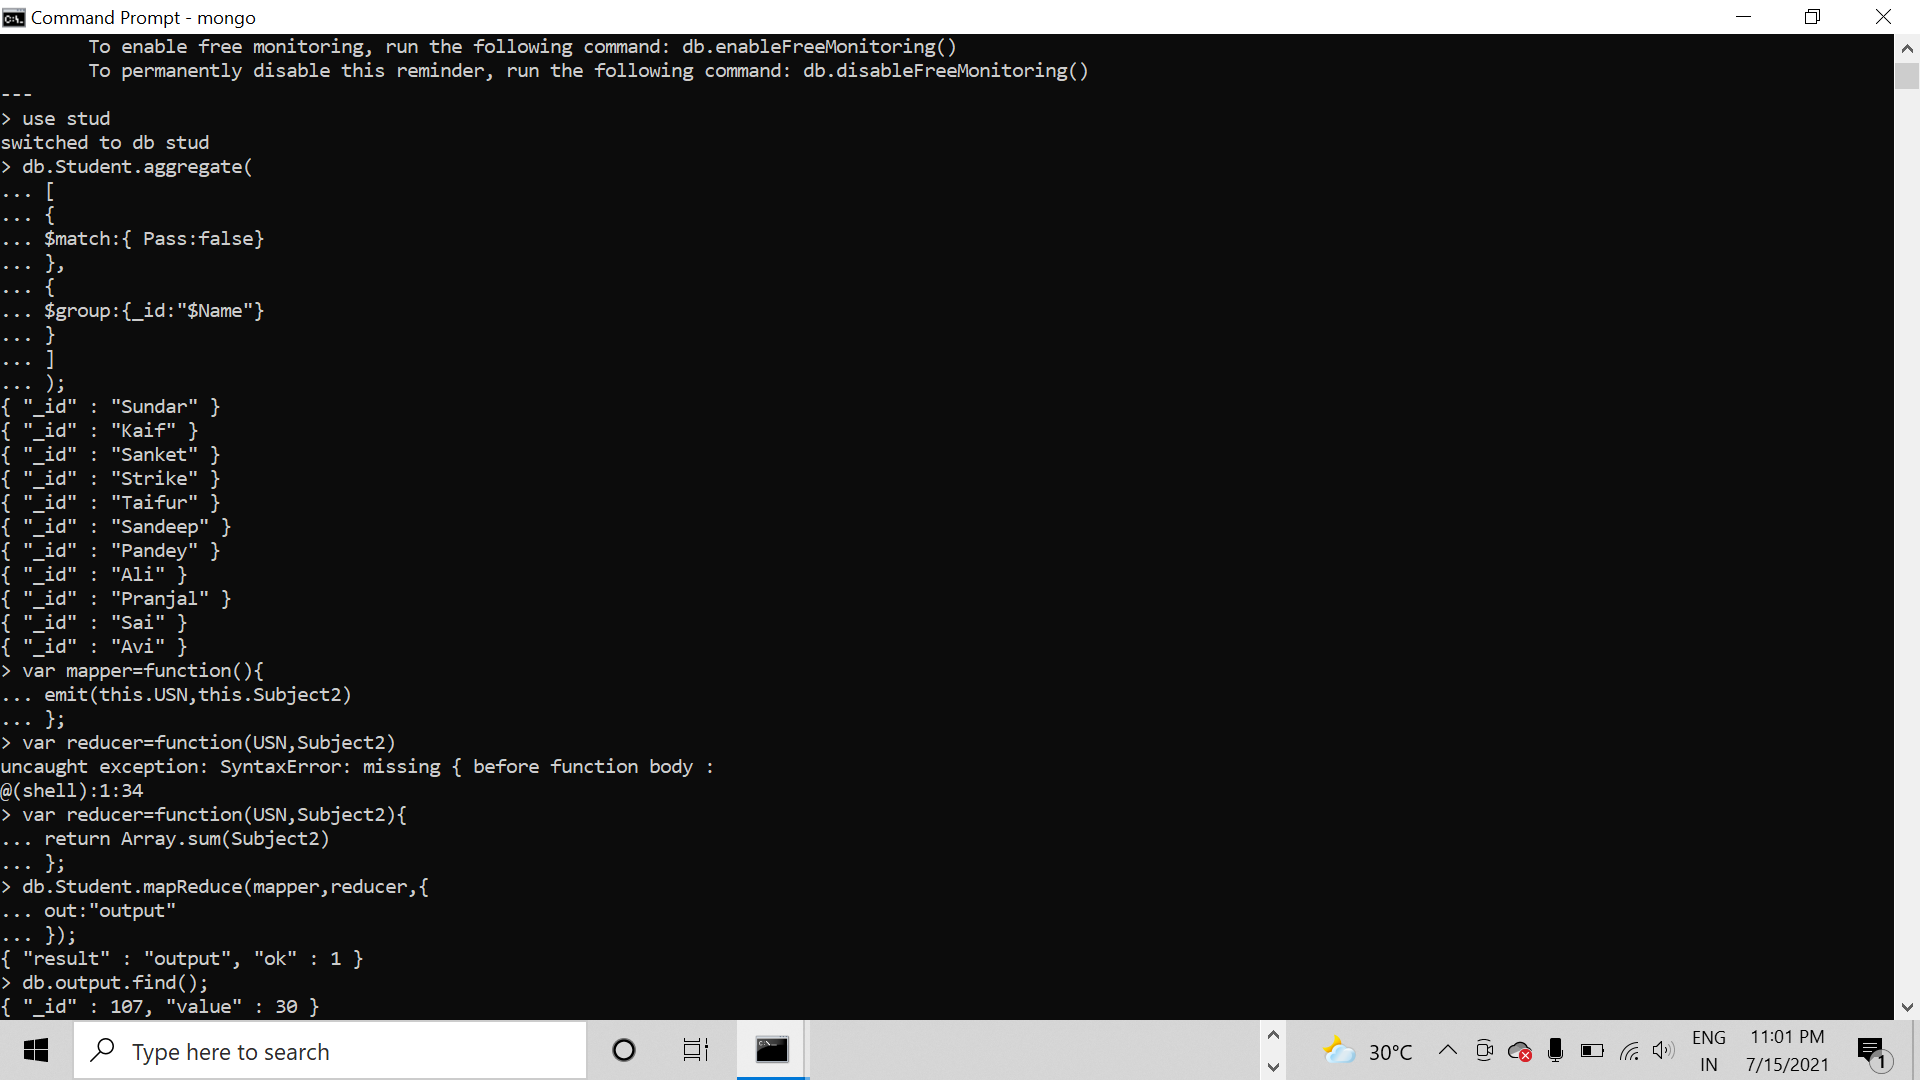 Command Prompt - mongo
To enable free monitoring, run the following command: db.enableFreeMonitoring()
To permanently disable this reminder, run the following command: db.disableFreeMonitoring()
---
> use stud
switched to db stud
> db.Student.aggregate(
... [
... {
... $match:{ Pass:false}
... },
... {
... $group:{_id:"$Name"}
... }
... ]
... );
{ "_id" : "Sundar" }
{ "_id" : "Kaif" }
{ "_id" : "Sanket" }
{ "_id" : "Strike" }
{ "_id" : "Taifur" }
{ "_id" : "Sandeep" }
{ "_id" : "Pandey" }
{ "_id" : "Ali" }
{ "_id" : "Pranjal" }
{ "_id" : "Sai" }
{ "_id" : "Avi" }
> var mapper=function(){
... emit(this.USN,this.Subject2)
... };
> var reducer=function(USN,Subject2)
uncaught exception: SyntaxError: missing { before function body :
@(shell):1:34
> var reducer=function(USN,Subject2){
... return Array.sum(Subject2)
... };
> db.Student.mapReduce(mapper,reducer,{
... out:"output"
... });
{ "result" : "output", "ok" : 1 }
> db.output.find();
{ "_id" : 107, "value" : 30 }
Type here to search
30°C
ENG
IN
11:01 PM
7/15/2021
1